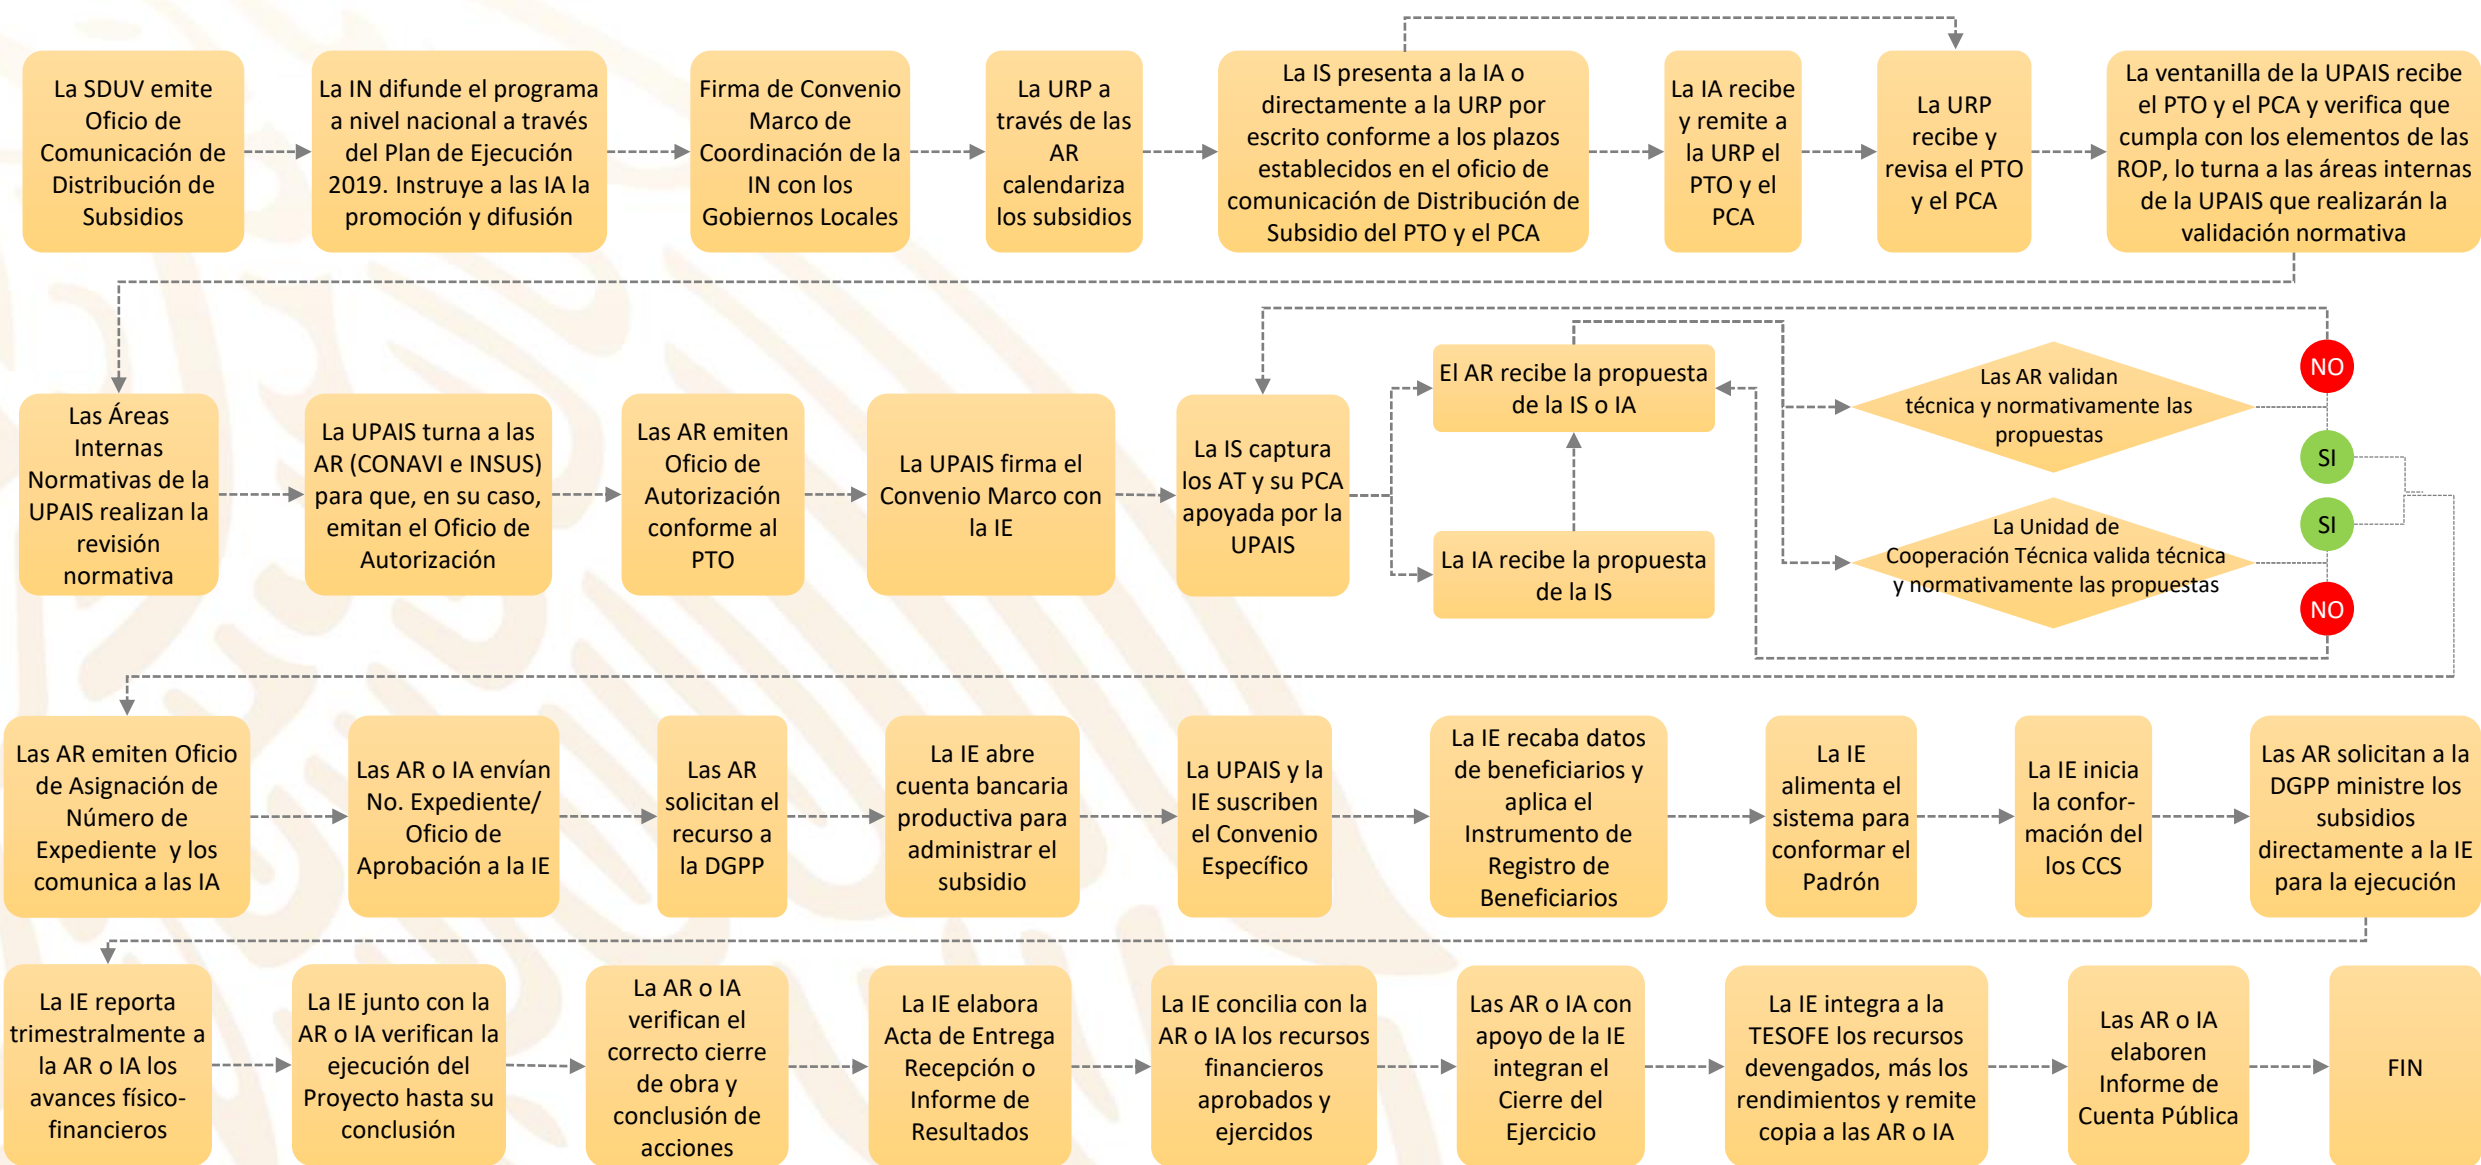 La SDUV emite
Oficio de
Comunicación de
Distribución de
Subsidios
La IN difunde el programa
a nivel nacional a través
del Plan de Ejecución
2019. Instruye a las IA la
promoción y difusión
Firma de Convenio
Marco de
Coordinación de la
IN con los
Gobiernos Locales
La URP a
través de las
AR
calendariza
los subsidios
La IS presenta a la IA o
directamente a la URP por
escrito conforme a los plazos
establecidos en el oficio de
comunicación de Distribución de
Subsidio del PTO y el PCA
La IA recibe
y remite a
la URP el
PTO y el
PCA
La URP
recibe y
revisa el PTO
y el PCA
La ventanilla de la UPAIS recibe
el PTO y el PCA y verifica que
cumpla con los elementos de las
ROP, lo turna a las áreas internas
de la UPAIS que realizarán la
validación normativa
Las Áreas
Internas
Normativas de la
UPAIS realizan la
revisión
normativa
La UPAIS turna a las
AR (CONAVI e INSUS)
para que, en su caso,
emitan el Oficio de
Autorización
Las AR emiten
Oficio de
Autorización
conforme al
PTO
La UPAIS firma el
Convenio Marco con
la IE
La IS captura
los AT y su PCA
apoyada por la
UPAIS
El AR recibe la propuesta
de la IS o IA
La IA recibe la propuesta
de la IS
Las AR validan
técnica y normativamente las
propuestas
La Unidad de
Cooperación Técnica valida técnica
y normativamente las propuestas
NO
SI
SI
NO
Las AR emiten Oficio
de Asignación de
Número de
Expediente y los
comunica a las IA
Las AR o IA envían
No. Expediente/
Oficio de
Aprobación a la IE
Las AR
solicitan el
recurso a
la DGPP
La IE abre
cuenta bancaria
productiva para
administrar el
subsidio
La UPAIS y la
IE suscriben
el Convenio
Específico
La IE recaba datos
de beneficiarios y
aplica el
Instrumento de
Registro de
Beneficiarios
La IE
alimenta el
sistema para
conformar el
Padrón
La IE inicia
la confor-
mación del
los CCS
Las AR solicitan a la
DGPP ministre los
subsidios
directamente a la IE
para la ejecución
La IE reporta
trimestralmente a
la AR o IA los
avances físico-
financieros
La IE junto con la
AR o IA verifican la
ejecución del
Proyecto hasta su
conclusión
La AR o IA
verifican el
correcto cierre
de obra y
conclusión de
acciones
La IE elabora
Acta de Entrega
Recepción o
Informe de
Resultados
La IE concilia con la
AR o IA los recursos
financieros
aprobados y
ejercidos
Las AR o IA con
apoyo de la IE
integran el
Cierre del
Ejercicio
La IE integra a la
TESOFE los recursos
devengados, más los
rendimientos y remite
copia a las AR o IA
Las AR o IA
elaboren
Informe de
Cuenta Pública
FIN